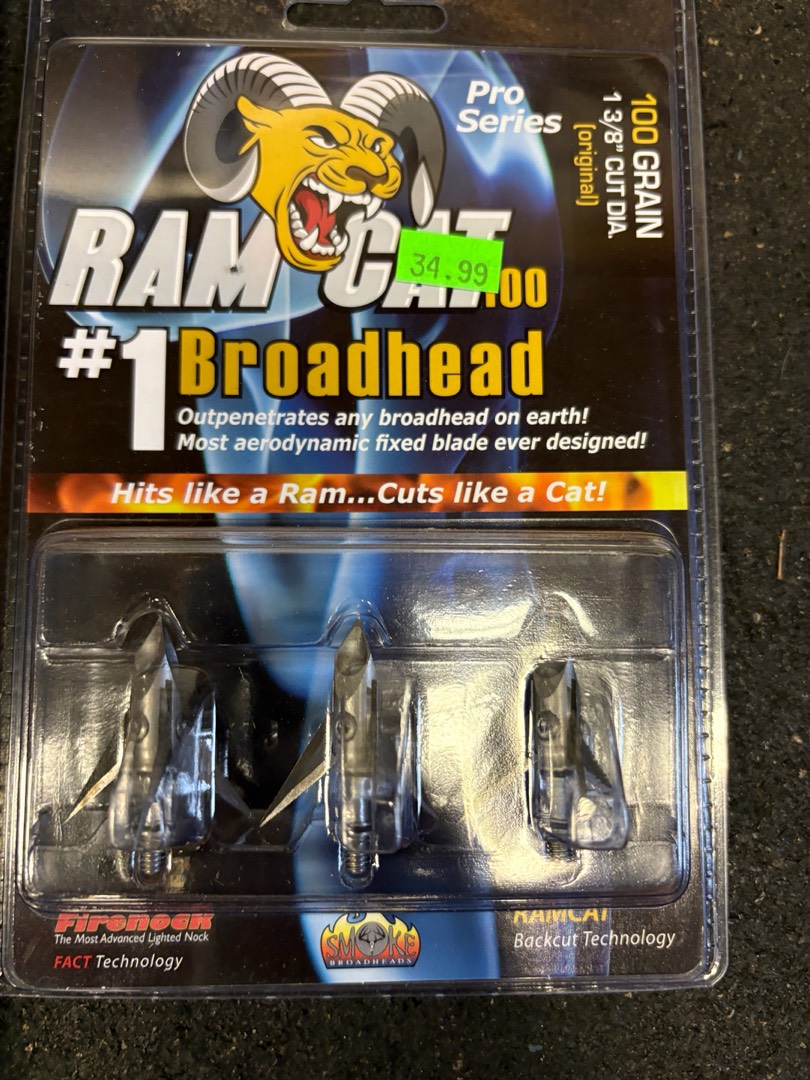 Pro
Series
100 GRAIN
1 3/8" CUT DIA.
(original)
RAM CAT 100
34.99
#1 Broadhead
Outpenetrates any broadhead on earth!
Most aerodynamic fixed blade ever designed!
Hits like a Ram...Cuts like a Cat!
Firenock
The Most Advanced Lighted Nock
FACT Technology
SMOKE
BROADHEADS
RAMCAT
Backcut Technology